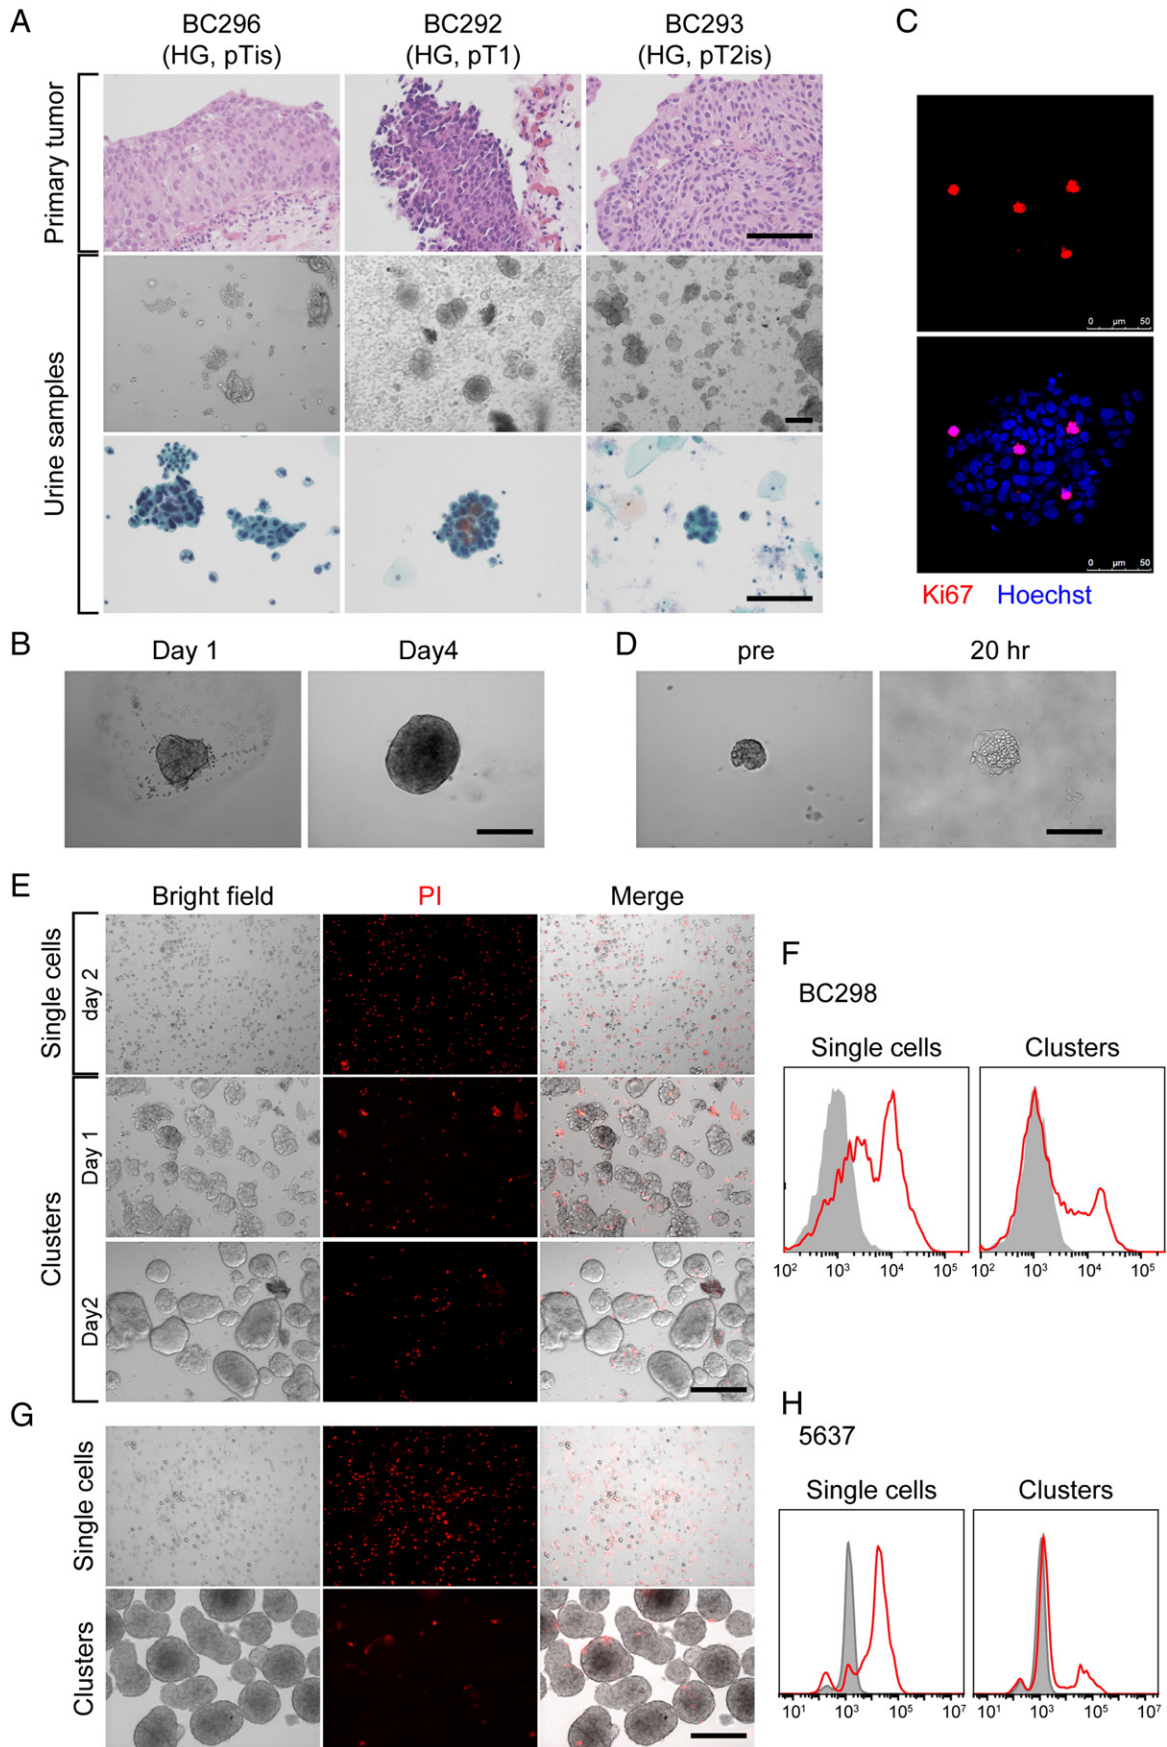 A
BC296
(HG, pTis)
BC292
(HG, pT1)
BC293
(HG, pT2is)
Primary tumor
Urine samples
C
0 µm 50
0 µm 50
Ki67 Hoechst
B
Day 1
Day4
D
pre
20 hr
E
Bright field
PI
Merge
Single cells
day 2
Clusters
Day 1
Day2
F
BC298
Single cells
Clusters
10² 10³ 10⁴ 10⁵
10² 10³ 10⁴ 10⁵
G
Single cells
Clusters
H
5637
Single cells
Clusters
10¹ 10³ 10⁵ 10⁷
10¹ 10³ 10⁵ 10⁷